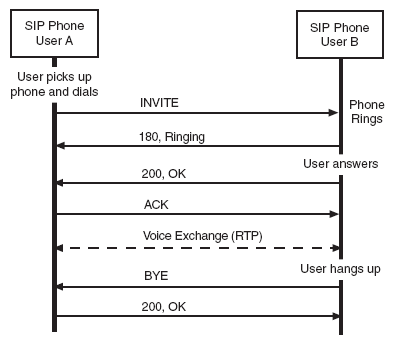 SIP Phone
User A
SIP Phone
User B
User picks up
phone and dials
INVITE
Phone
Rings
180, Ringing
User answers
200, OK
ACK
Voice Exchange (RTP)
User hangs up
BYE
200, OK